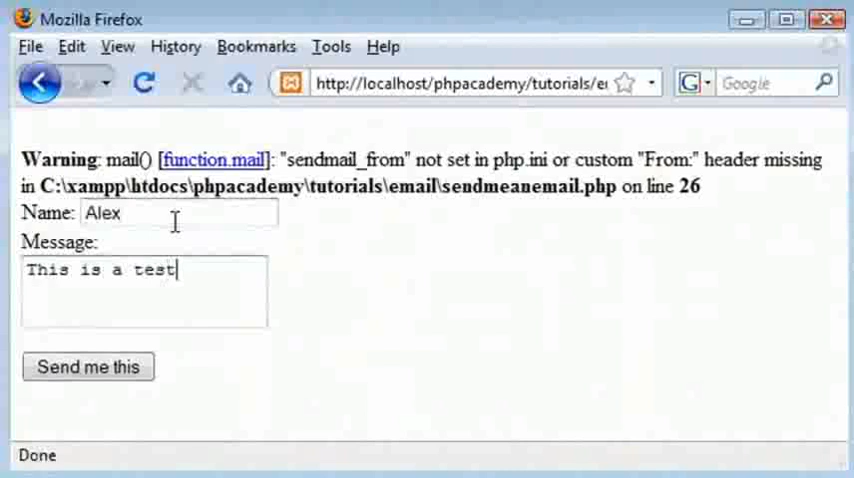 Mozilla Firefox
File Edit View History Bookmarks Tools Help
http://localhost/phpacademy/tutorials/e
G Google
Warning: mail() [function.mail]: "sendmail_from" not set in php.ini or custom "From:" header missing
in C:\xampp\htdocs\phpacademy\tutorials\email\sendmeanemail.php on line 26
Name: Alex
Message:
This is a test
Send me this
Done